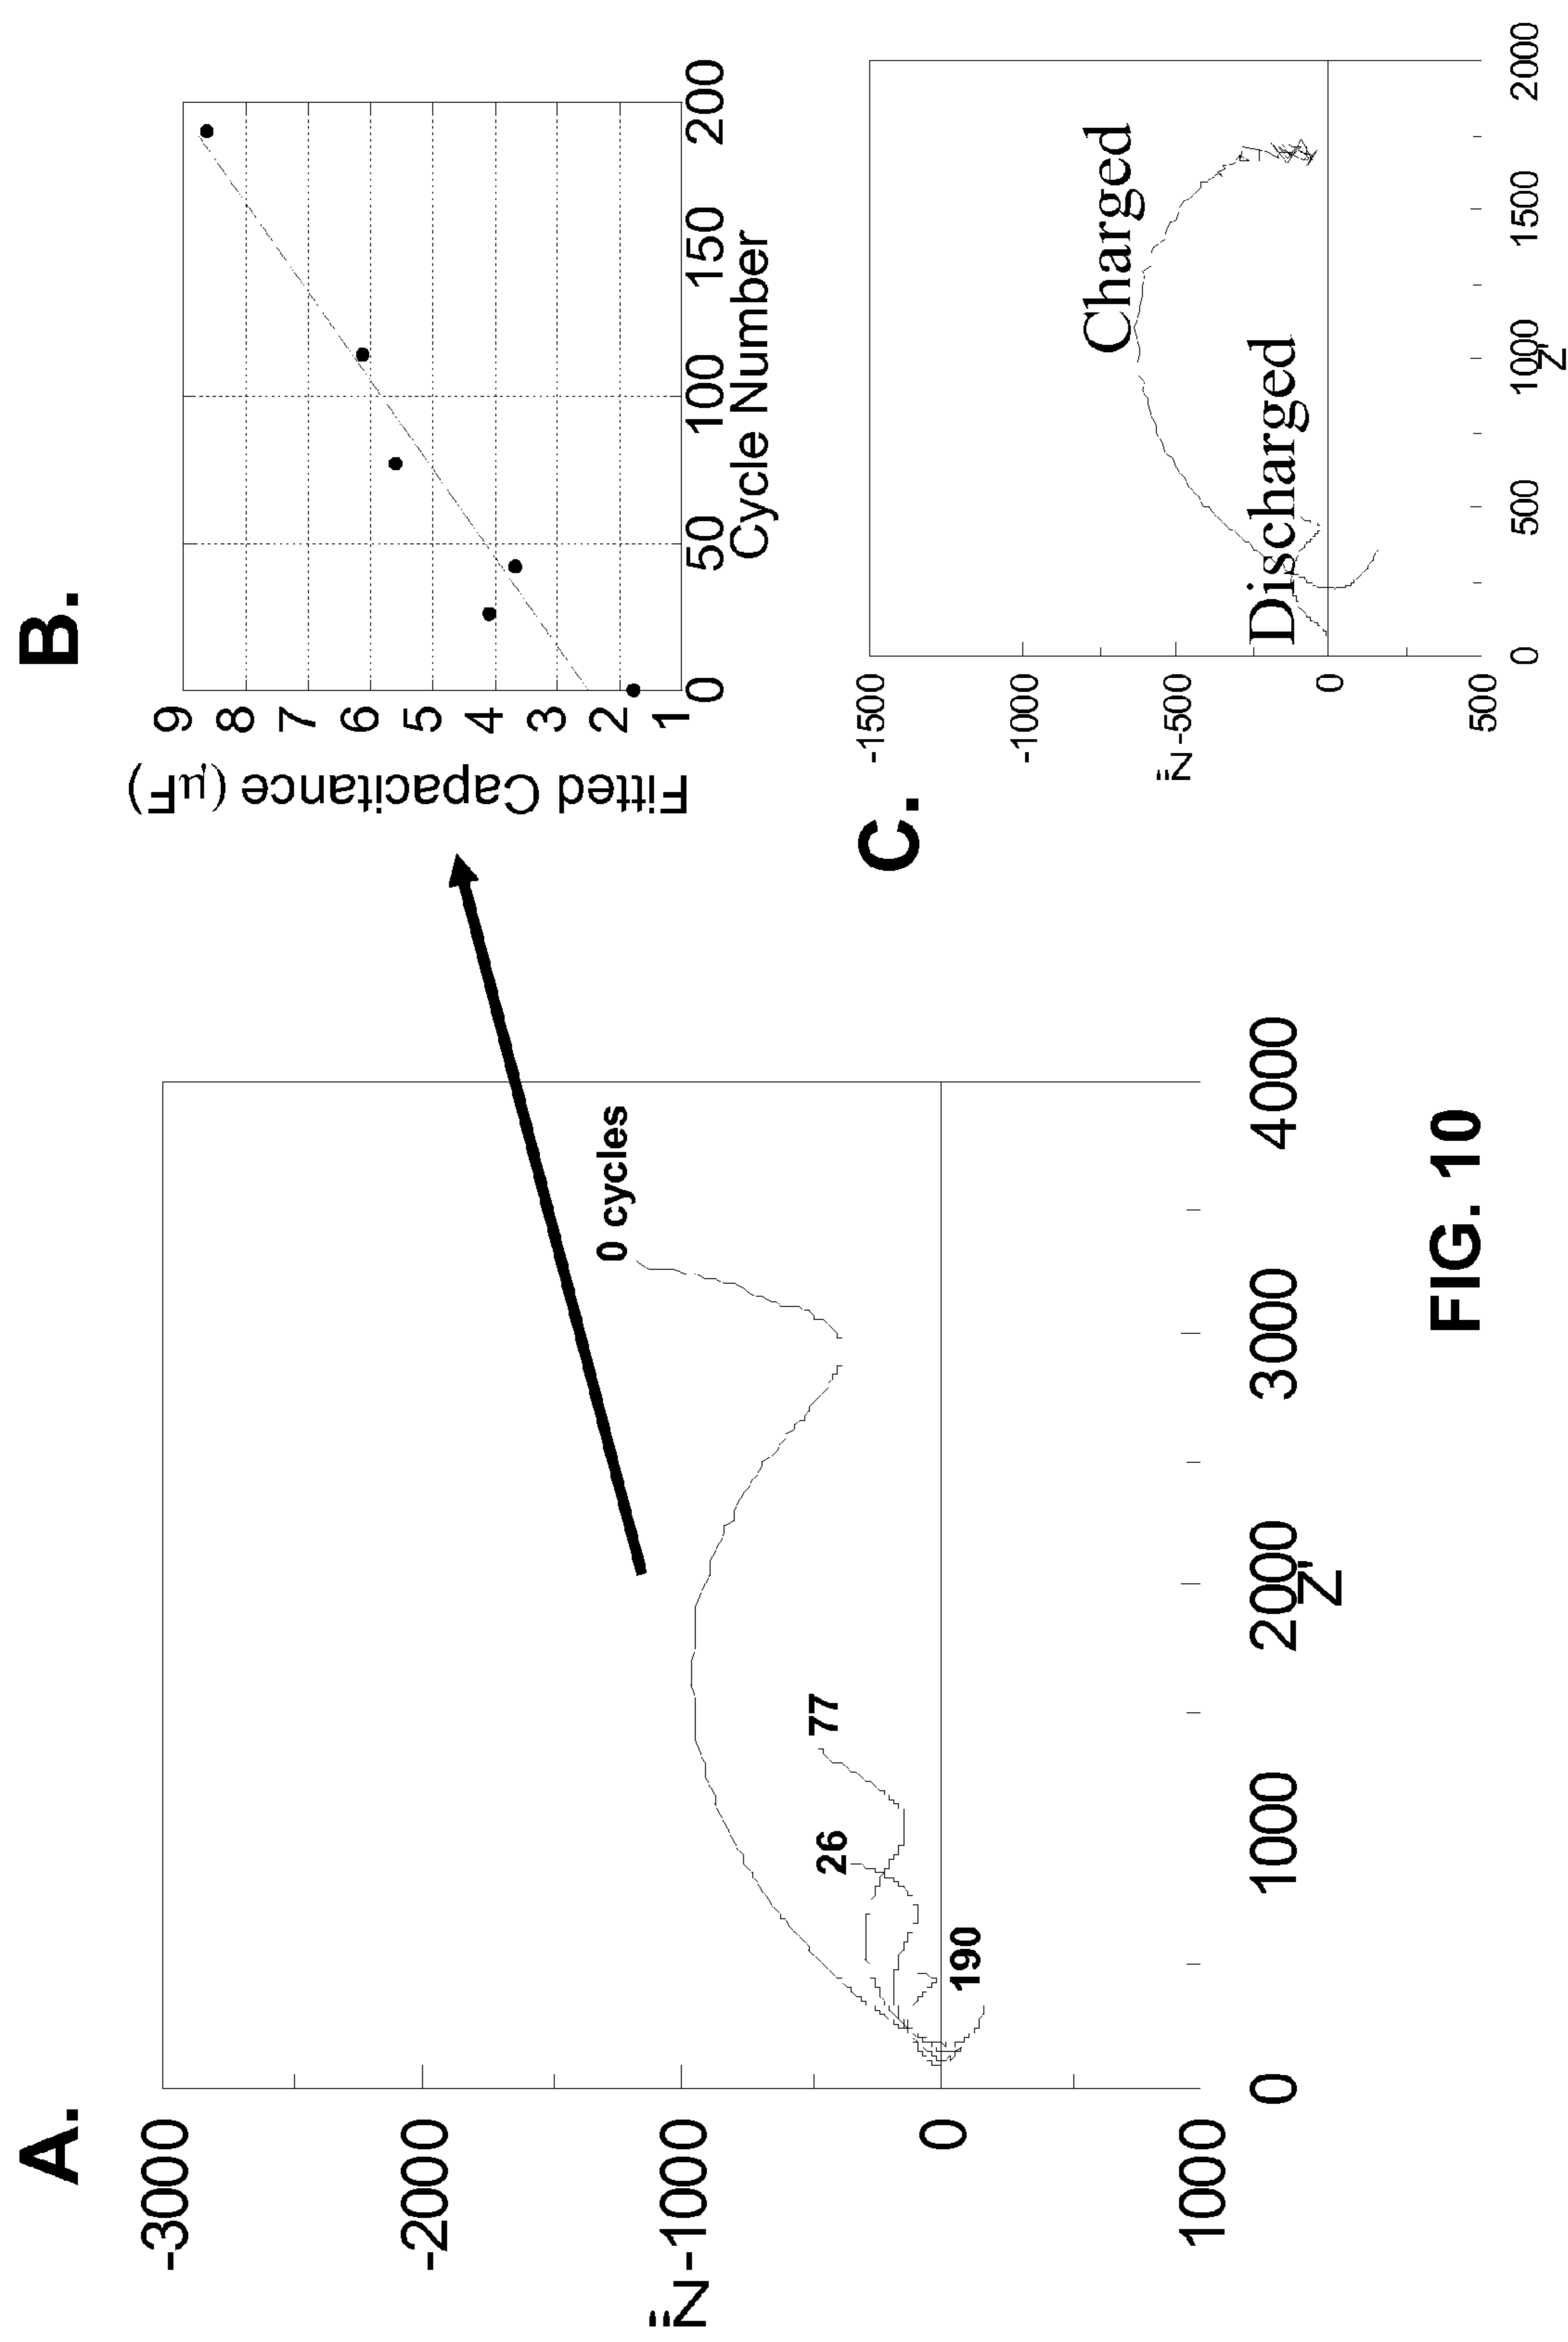 A.
-3000
-2000
Z"
-1000
0
1000
0 cycles
77
26
190
0
1000
2000
3000
4000
Z'
B.
9
8
7
6
5
4
3
2
1
Fitted Capacitance (µF)
0
50
100
150
200
Cycle Number
C.
-1500
-1000
Z"
-500
0
500
Charged
Discharged
0
500
1000
1500
2000
Z'
FIG. 10